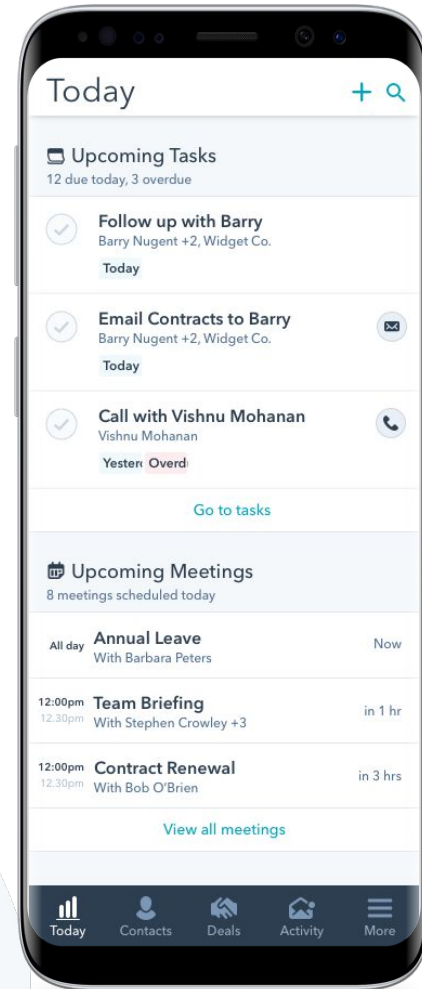 Today
Upcoming Tasks
12 due today, 3 overdue
Follow up with Barry
Barry Nugent +2, Widget Co.
Today
Email Contracts to Barry
Barry Nugent +2, Widget Co.
Today
Call with Vishnu Mohanan
Vishnu Mohanan
Yester Overd
Go to tasks
Upcoming Meetings
8 meetings scheduled today
All day Annual Leave Now
With Barbara Peters
12:00pm Team Briefing in 1 hr
12.30pm With Stephen Crowley +3
12:00pm Contract Renewal in 3 hrs
12.30pm With Bob O'Brien
View all meetings
Today Contacts Deals Activity More